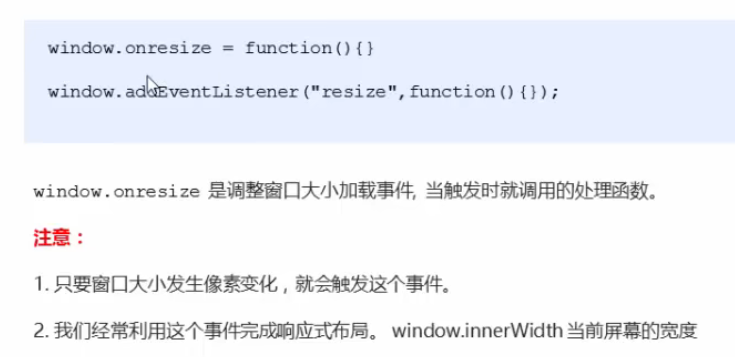 window.onresize = function(){}
window.addEventListener("resize",function(){});
window.onresize 是调整窗口大小加载事件, 当触发时就调用的处理函数。
注意：
1. 只要窗口大小发生像素变化，就会触发这个事件。
2. 我们经常利用这个事件完成响应式布局。 window.innerWidth 当前屏幕的宽度